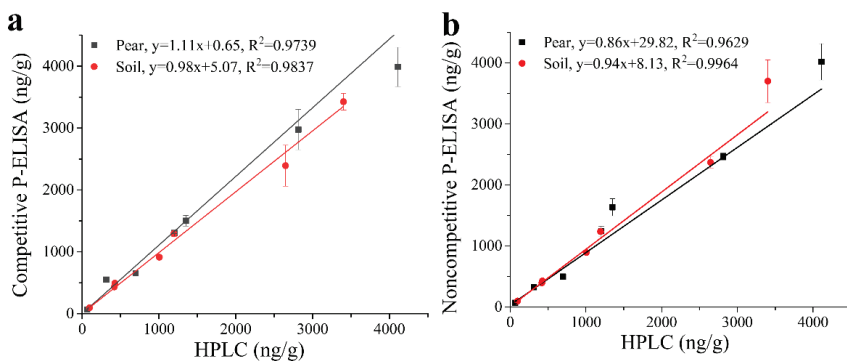 a
Pear, y=1.11x+0.65, R²=0.9739
Soil, y=0.98x+5.07, R²=0.9837
Competitive P-ELISA (ng/g)
4000
3000
2000
1000
0
0 1000 2000 3000 4000
HPLC (ng/g)
b
Pear, y=0.86x+29.82, R²=0.9629
Soil, y=0.94x+8.13, R²=0.9964
Noncompetitive P-ELISA (ng/g)
5000
4000
3000
2000
1000
0
0 1000 2000 3000 4000 5000
HPLC (ng/g)